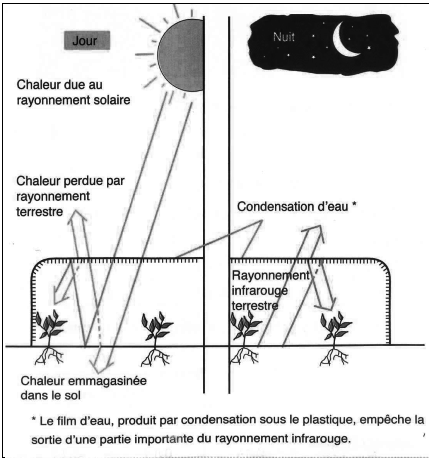 Jour
Nuit
Chaleur due au
rayonnement solaire
Chaleur perdue par
rayonnement
terrestre
Condensation d'eau *
Rayonnement
infrarouge
terrestre
Chaleur emmagasinée
dans le sol
* Le film d'eau, produit par condensation sous le plastique, empêche la
sortie d'une partie importante du rayonnement infrarouge.